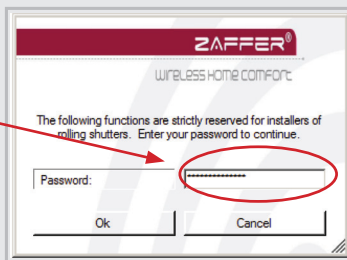 ZAFFER®
WIRELESS HOME COMFORT
The following functions are strictly reserved for installers of
rolling shutters. Enter your password to continue.
Password:
Ok
Cancel